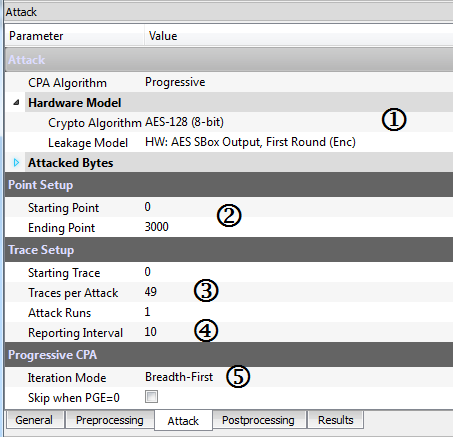 Attack
Parameter Value
Attack
CPA Algorithm Progressive
Hardware Model
Crypto Algorithm AES-128 (8-bit) ①
Leakage Model HW: AES SBox Output, First Round (Enc)
Attacked Bytes
Point Setup
Starting Point 0
②
Ending Point 3000
Trace Setup
Starting Trace 0
Traces per Attack 49 ③
Attack Runs 1
Reporting Interval 10 ④
Progressive CPA
Iteration Mode Breadth-First ⑤
Skip when PGE=0
General Preprocessing Attack Postprocessing Results